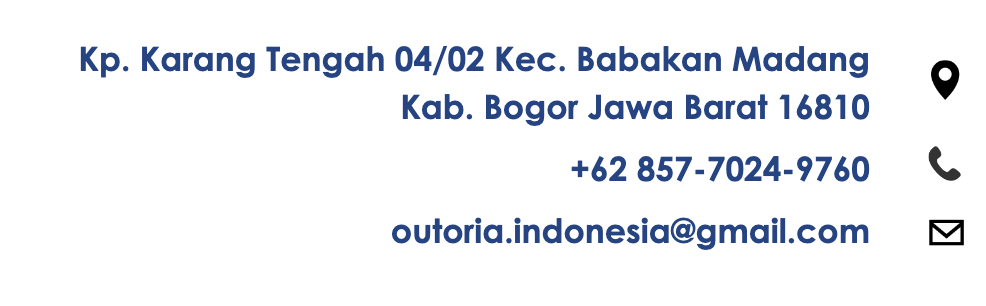 Kp. Karang Tengah 04/02 Kec. Babakan Madang
Kab. Bogor Jawa Barat 16810
+62 857-7024-9760
outoria.indonesia@gmail.com